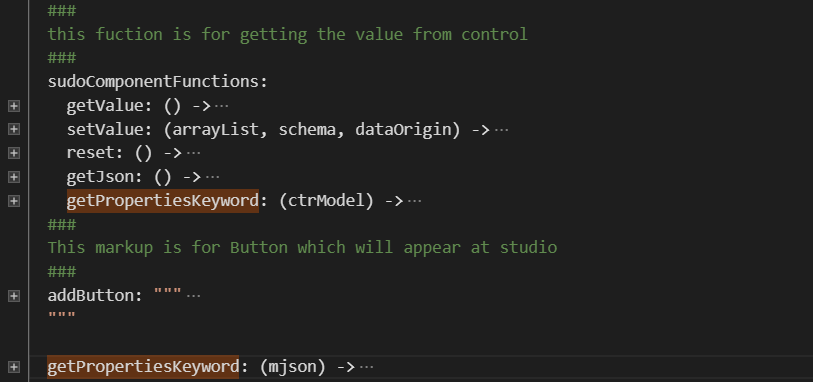 ###
this fuction is for getting the value from control
###
sudoComponentFunctions:
getValue: () ->···
setValue: (arrayList, schema, dataOrigin) ->···
reset: () ->···
getJson: () ->···
getPropertiesKeyword: (ctrModel) ->···
###
This markup is for Button which will appear at studio
###
addButton: """···
"""
getPropertiesKeyword: (mjson) ->···